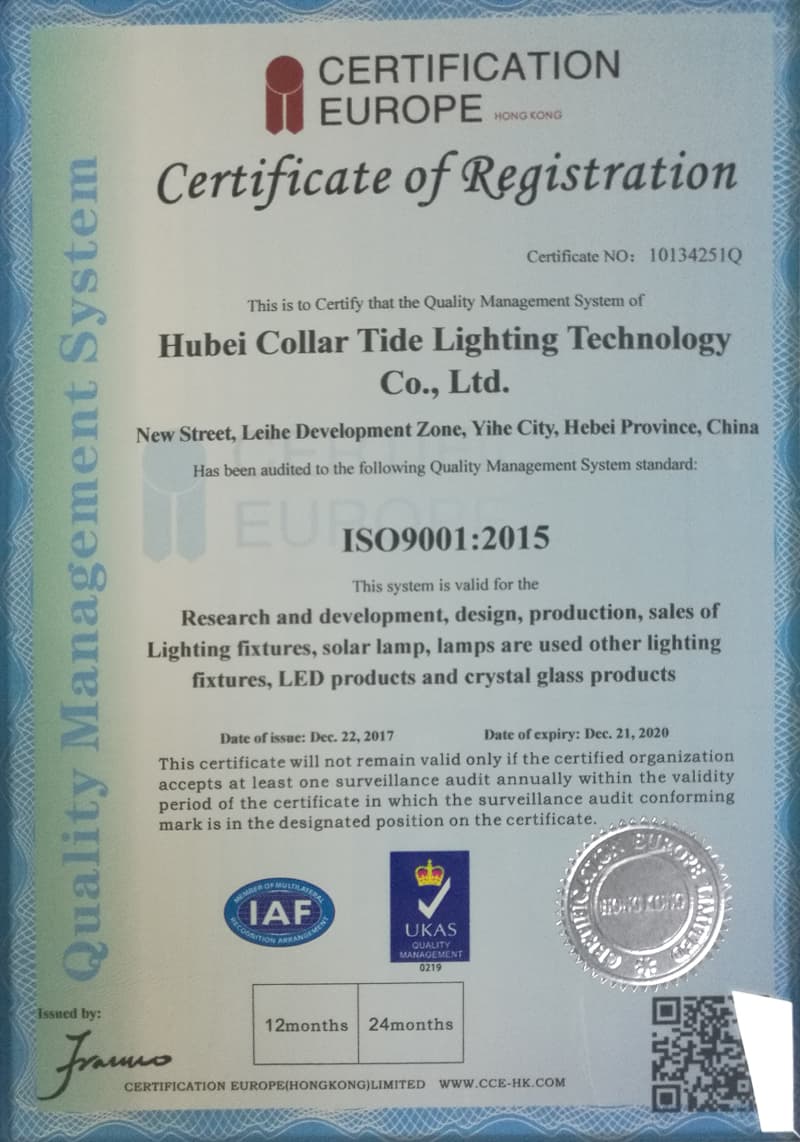 CERTIFICATION
EUROPE HONG KONG
Certificate of Registration
Quality Management System
Certificate NO: 10134251Q
This is to Certify that the Quality Management System of
Hubei Collar Tide Lighting Technology
Co., Ltd.
New Street, Leihe Development Zone, Yihe City, Hebei Province, China
Has been audited to the following Quality Management System standard:
ISO9001:2015
This system is valid for the
Research and development, design, production, sales of
Lighting fixtures, solar lamp, lamps are used other lighting
fixtures, LED products and crystal glass products
Date of issue: Dec. 22, 2017 Date of expiry: Dec. 21, 2020
This certificate will not remain valid only if the certified organization
accepts at least one surveillance audit annually within the validity
period of the certificate in which the surveillance audit conforming
mark is in the designated position on the certificate.
MEMBER OF MULTILATERAL
IAF
RECOGNITION ARRANGEMENT
UKAS
QUALITY
MANAGEMENT
0219
CERTIFICATION EUROPE LIMITED
HONG KONG
Issued by:
12months 24months
CERTIFICATION EUROPE(HONGKONG)LIMITED WWW.CCE-HK.COM